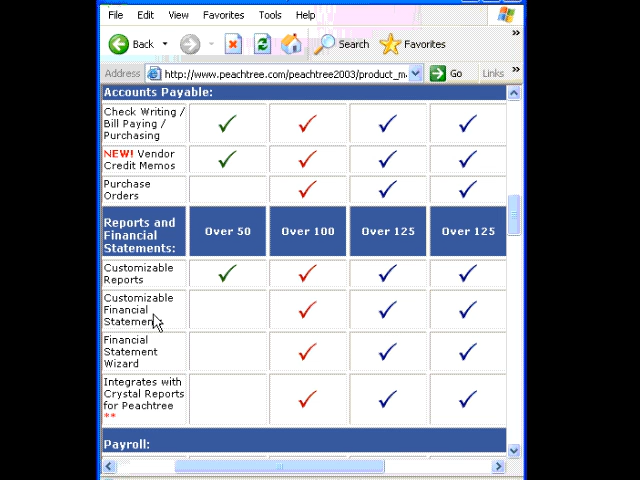 File Edit View Favorites Tools Help
Back Search Favorites
Address http://www.peachtree.com/peachtree2003/product_m Go Links
Accounts Payable:
Check Writing /
Bill Paying /
Purchasing
NEW! Vendor
Credit Memos
Purchase
Orders
Reports and
Financial
Statements:
Over 50 Over 100 Over 125 Over 125
Customizable
Reports
Customizable
Financial
Statement
Financial
Statement
Wizard
Integrates with
Crystal Reports
for Peachtree
**
Payroll: